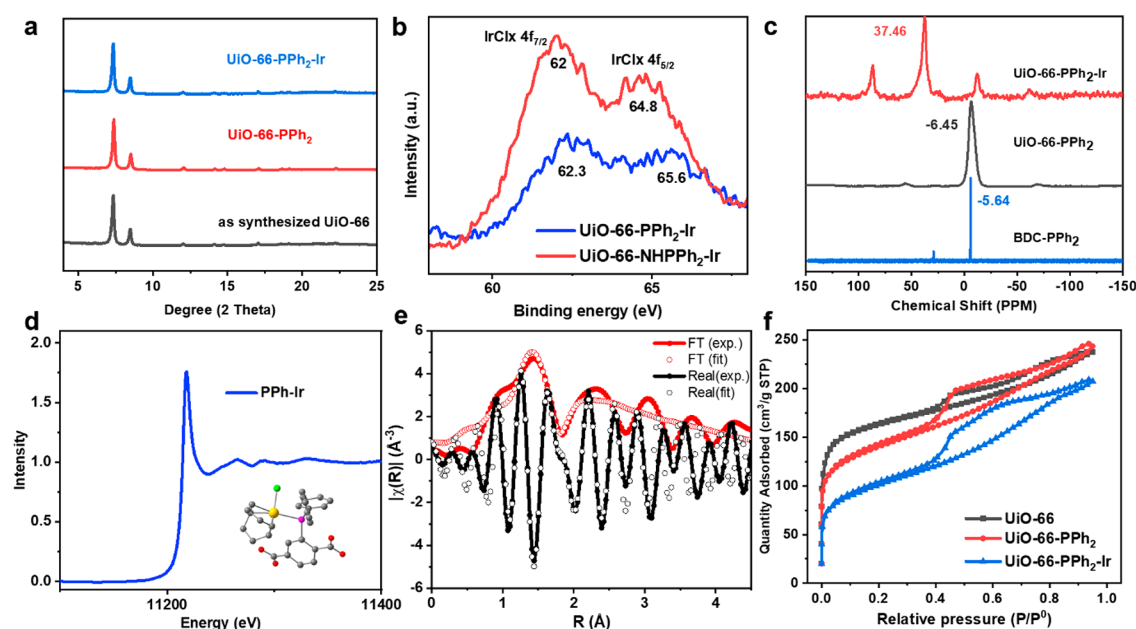 a
UiO-66-PPh2-Ir
UiO-66-PPh2
as synthesized UiO-66
5
10
15
20
25
Degree (2 Theta)
b
IrClx 4f7/2
62
IrClx 4f5/2
64.8
62.3
65.6
UiO-66-PPh2-Ir
UiO-66-NHPPh2-Ir
Intensity (a.u.)
60
65
Binding energy (eV)
c
37.46
UiO-66-PPh2-Ir
-6.45
UiO-66-PPh2
-5.64
BDC-PPh2
150
100
50
0
-50
-100
-150
Chemical Shift (PPM)
d
2.0
1.5
1.0
0.5
0.0
Intensity
PPh-Ir
11200
11400
Energy (eV)
e
6
4
2
0
-2
-4
-6
|χ(R)| (Å-3)
FT (exp.)
FT (fit)
Real(exp.)
Real(fit)
0
1
2
3
4
R (Å)
f
250
200
150
100
50
0
Quantity Adsorbed (cm3/g STP)
UiO-66
UiO-66-PPh2
UiO-66-PPh2-Ir
0.0
0.2
0.4
0.6
0.8
1.0
Relative pressure (P/P0)